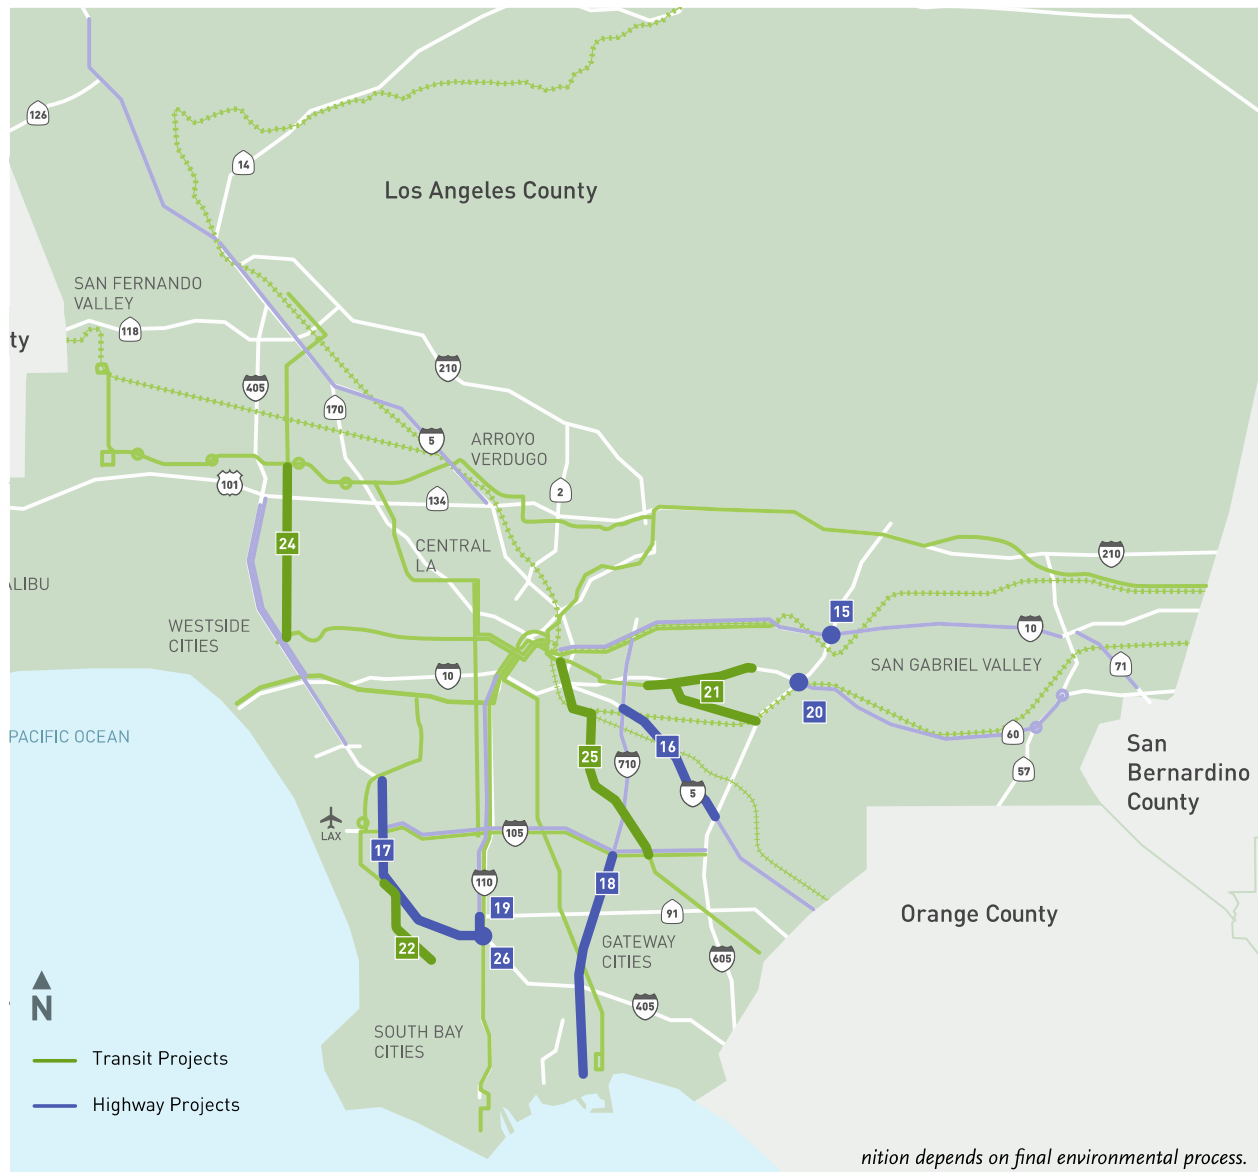 126
14
Los Angeles County
SAN FERNANDO
VALLEY
118
ty
210
405
170
5
ARROYO
VERDUGO
101
134
2
24
CENTRAL
LA
210
ALIBU
15
WESTSIDE
CITIES
10
SAN GABRIEL VALLEY
71
10
21
20
PACIFIC OCEAN
60
San
Bernardino
County
16
25
710
57
5
LAX
105
17
110
18
19
91
Orange County
22
26
GATEWAY
CITIES
605
N
405
SOUTH BAY
CITIES
Transit Projects
Highway Projects
nition depends on final environmental process.